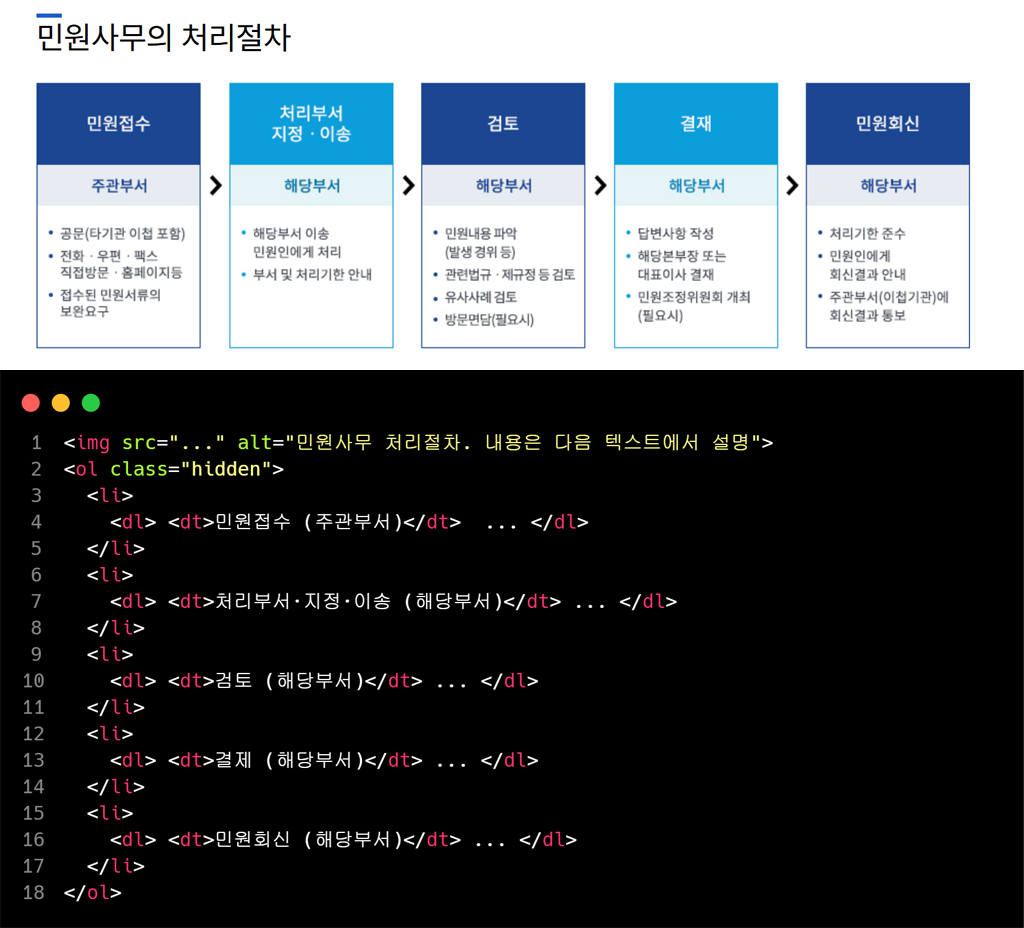 민원사무의 처리절차
민원접수
주관부서
• 공문(타기관 이첩 포함)
• 전화 · 우편 · 팩스
직접방문 · 홈페이지등
• 접수된 민원서류의
보완요구
처리부서
지정 · 이송
해당부서
• 해당부서 이송
민원인에게 처리
• 부서 및 처리기한 안내
검토
해당부서
• 민원내용 파악
(발생 경위 등)
• 관련법규 · 제규정 등 검토
• 유사사례 검토
• 방문면담(필요시)
결재
해당부서
• 답변사항 작성
• 해당본부장 또는
대표이사 결재
• 민원조정위원회 개최
(필요시)
민원회신
해당부서
• 처리기한 준수
• 민원인에게
회신결과 안내
• 주관부서(이첩기관)에
회신결과 통보
1 <img src="..." alt="민원사무 처리절차. 내용은 다음 텍스트에서 설명">
2 <ol class="hidden">
3 <li>
4 <dl> <dt>민원접수 (주관부서)</dt> ... </dl>
5 </li>
6 <li>
7 <dl> <dt>처리부서·지정·이송 (해당부서)</dt> ... </dl>
8 </li>
9 <li>
10 <dl> <dt>검토 (해당부서)</dt> ... </dl>
11 </li>
12 <li>
13 <dl> <dt>결제 (해당부서)</dt> ... </dl>
14 </li>
15 <li>
16 <dl> <dt>민원회신 (해당부서)</dt> ... </dl>
17 </li>
18 </ol>